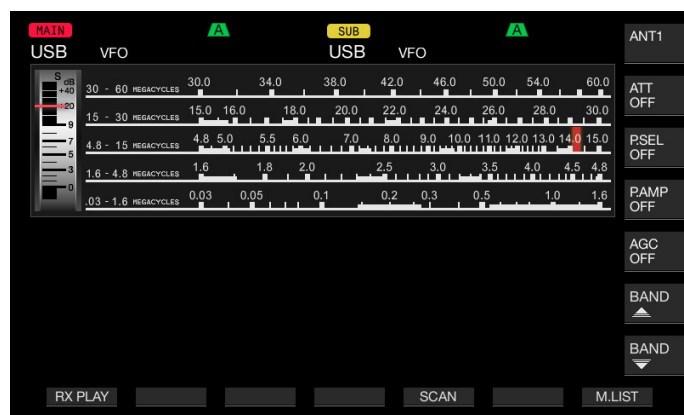 MAIN A SUB A ANT1
USB VFO USB VFO
S dB
+40
+20
9
7
5
3
0
30 - 60 MEGACYCLES 30.0 34.0 38.0 42.0 46.0 50.0 54.0 60.0
15 - 30 MEGACYCLES 15.0 16.0 18.0 20.0 22.0 24.0 26.0 28.0 30.0
4.8 - 15 MEGACYCLES 4.8 5.0 5.5 6.0 7.0 8.0 9.0 10.0 11.0 12.0 13.0 14.0 15.0
1.6 - 4.8 MEGACYCLES 1.6 1.8 2.0 2.5 3.0 3.5 4.0 4.5 4.8
.03 - 1.6 MEGACYCLES 0.03 0.05 0.1 0.2 0.3 0.5 1.0 1.6
ATT
OFF
P.SEL
OFF
P.AMP
OFF
AGC
OFF
BAND
BAND
RX PLAY SCAN M.LIST